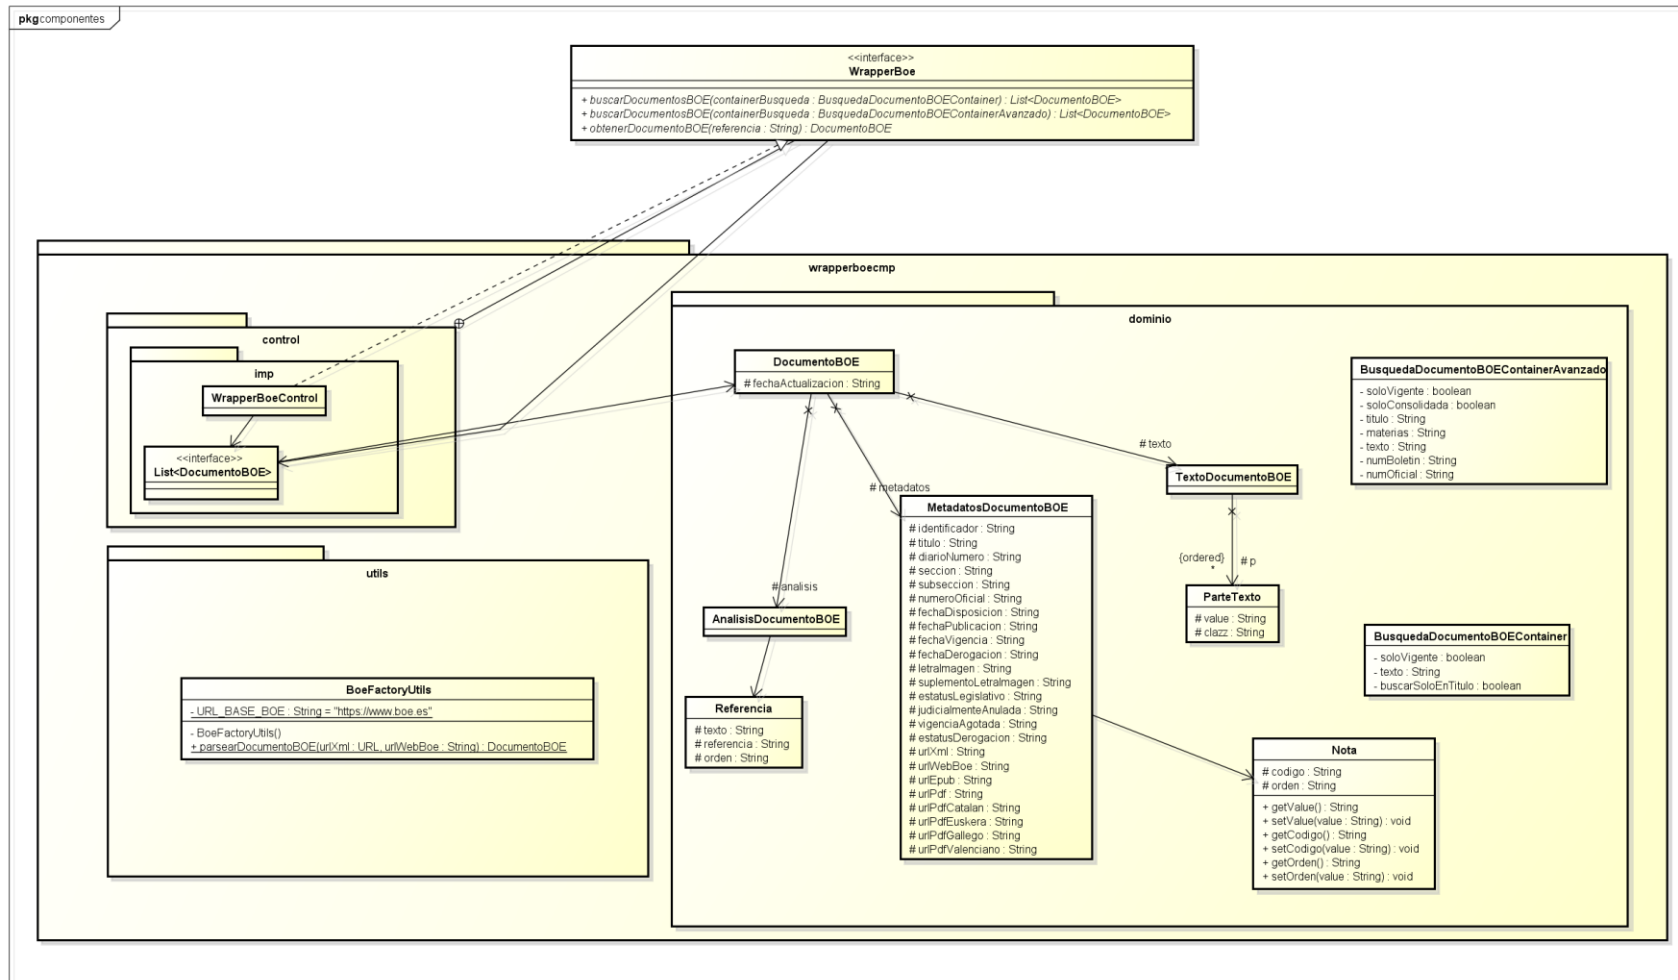 pkg componentes
<<interface>>
WrapperBoe
+ buscarDocumentosBOE(containerBusqueda : BusquedaDocumentoBOEContainer) : List<DocumentoBOE>
+ buscarDocumentosBOE(containerBusqueda : BusquedaDocumentoBOEContainerAvanzado) : List<DocumentoBOE>
+ obtenerDocumentoBOE(referencia : String) : DocumentoBOE
wrapperboecmp
control
imp
WrapperBoeControl
<<interface>>
List<DocumentoBOE>
utils
BoeFactoryUtils
- URL_BASE_BOE : String = "https://www.boe.es"
- BoeFactoryUtils()
+ parsearDocumentoBOE(urlXml : URL, urlWebBoe : String) : DocumentoBOE
dominio
DocumentoBOE
# fechaActualizacion : String
# texto
# metadatos
# analisis
AnalisisDocumentoBOE
Referencia
# texto : String
# referencia : String
# orden : String
MetadatosDocumentoBOE
# identificador : String
# titulo : String
# diarioNumero : String
# seccion : String
# subseccion : String
# numeroOficial : String
# fechaDisposicion : String
# fechaPublicacion : String
# fechaVigencia : String
# fechaDerogacion : String
# letraImagen : String
# suplementoLetraImagen : String
# estatusLegislativo : String
# judicialmenteAnulada : String
# vigenciaAgotada : String
# estatusDerogacion : String
# urlXml : String
# urlWebBoe : String
# urlEpub : String
# urlPdf : String
# urlPdfCatalan : String
# urlPdfEuskera : String
# urlPdfGallego : String
# urlPdfValenciano : String
TextoDocumentoBOE
{ordered}
*
# p
ParteTexto
# value : String
# clazz : String
BusquedaDocumentoBOEContainerAvanzado
- soloVigente : boolean
- soloConsolidada : boolean
- titulo : String
- materias : String
- texto : String
- numBoletin : String
- numOficial : String
BusquedaDocumentoBOEContainer
- soloVigente : boolean
- texto : String
- buscarSoloEnTitulo : boolean
Nota
# codigo : String
# orden : String
+ getValue() : String
+ setValue(value : String) : void
+ getCodigo() : String
+ setCodigo(value : String) : void
+ getOrden() : String
+ setOrden(value : String) : void